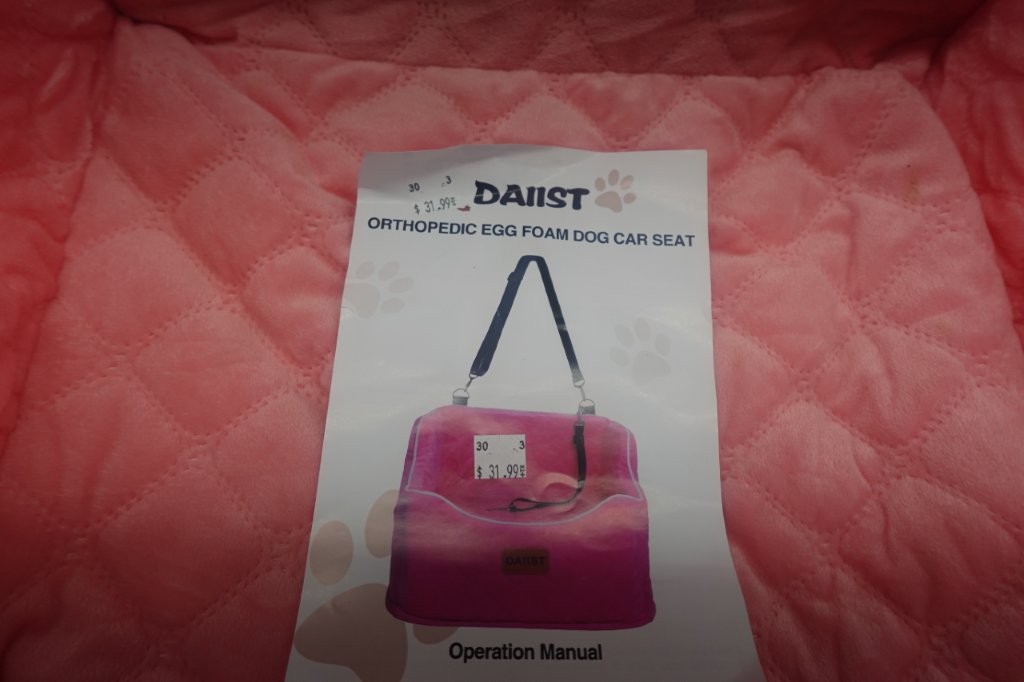 30 3
$ 31.99
DAIIST
ORTHOPEDIC EGG FOAM DOG CAR SEAT
30 3
$ 31.99
DAIIST
Operation Manual